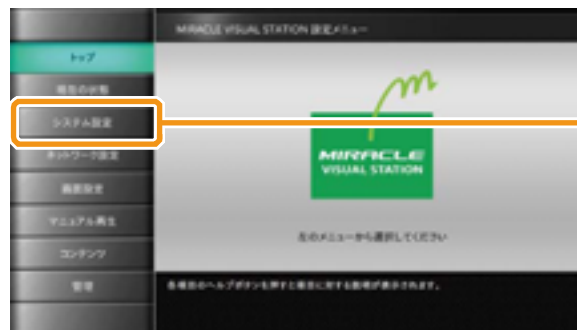 MIRACLE VISUAL STATION 設定メニュー
トップ
現在の状態
システム設定
ネットワーク設定
画面設定
マニュアル再生
コンテンツ
管理
MIRACLE
VISUAL STATION
左のメニューから選択してください
各項目のヘルプボタンを押すと項目に対する説明が表示されます。